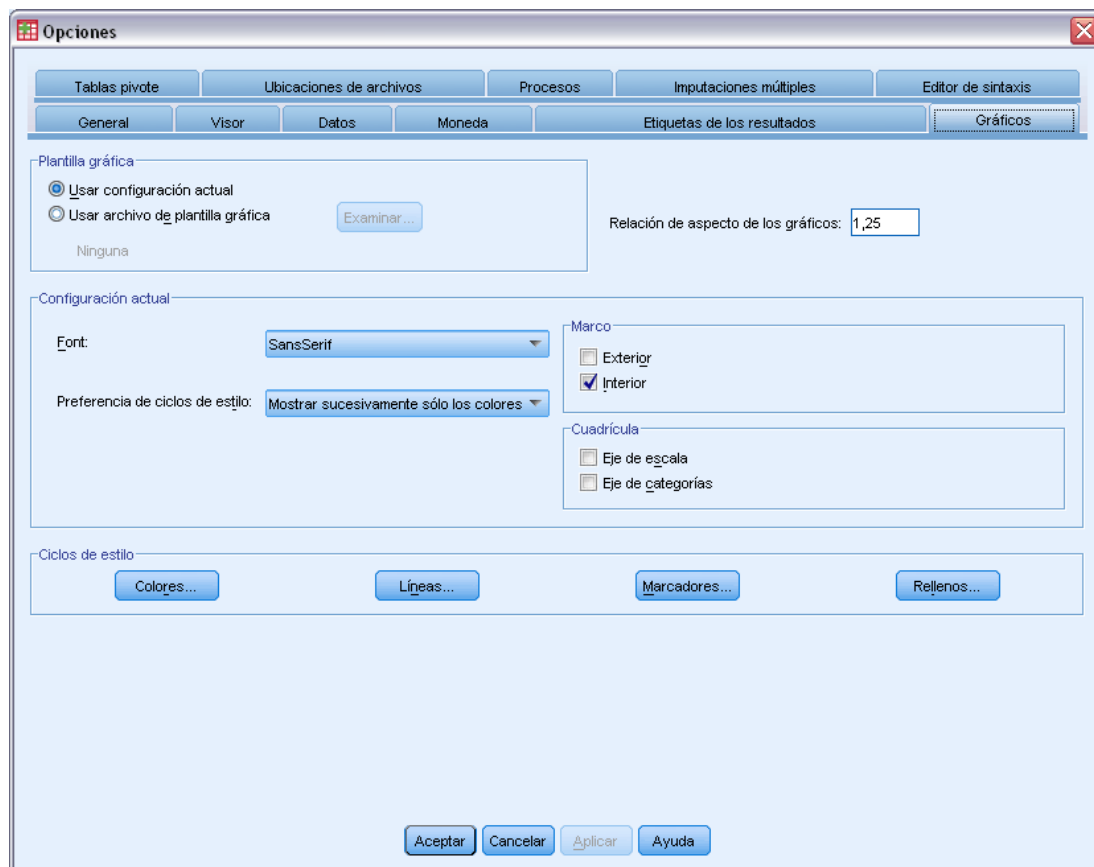 Opciones
Tablas pivote Ubicaciones de archivos Procesos Imputaciones múltiples Editor de sintaxis
General Visor Datos Moneda Etiquetas de los resultados Gráficos
Plantilla gráfica
Usar configuración actual
Usar archivo de plantilla gráfica Examinar...
Ninguna
Relación de aspecto de los gráficos: 1,25
Configuración actual
Font: SansSerif
Preferencia de ciclos de estilo: Mostrar sucesivamente sólo los colores
Marco
Exterior
Interior
Cuadrícula
Eje de escala
Eje de categorías
Ciclos de estilo
Colores... Líneas... Marcadores... Rellenos...
Aceptar Cancelar Aplicar Ayuda